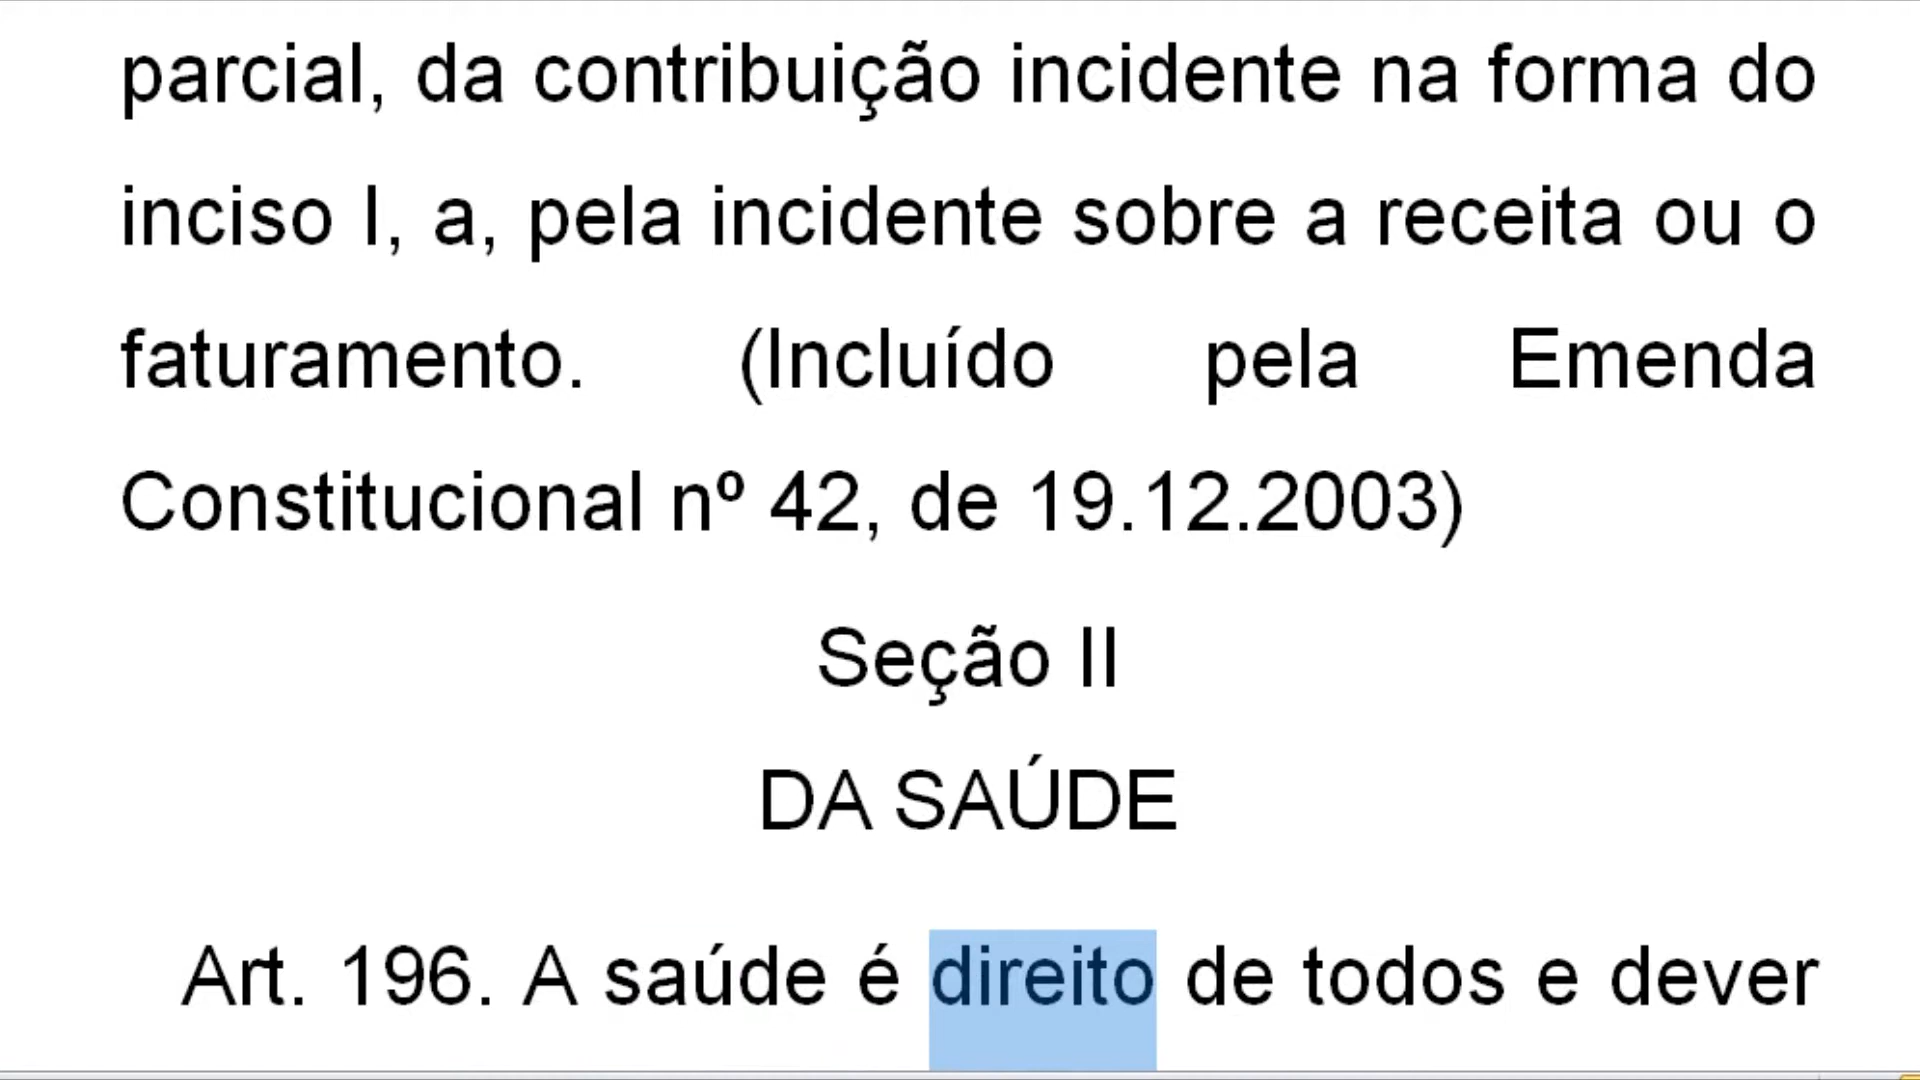 parcial, da contribuição incidente na forma do
inciso I, a, pela incidente sobre a receita ou o
faturamento. (Incluído pela Emenda
Constitucional nº 42, de 19.12.2003)
Seção II
DA SAÚDE
Art. 196. A saúde é direito de todos e dever